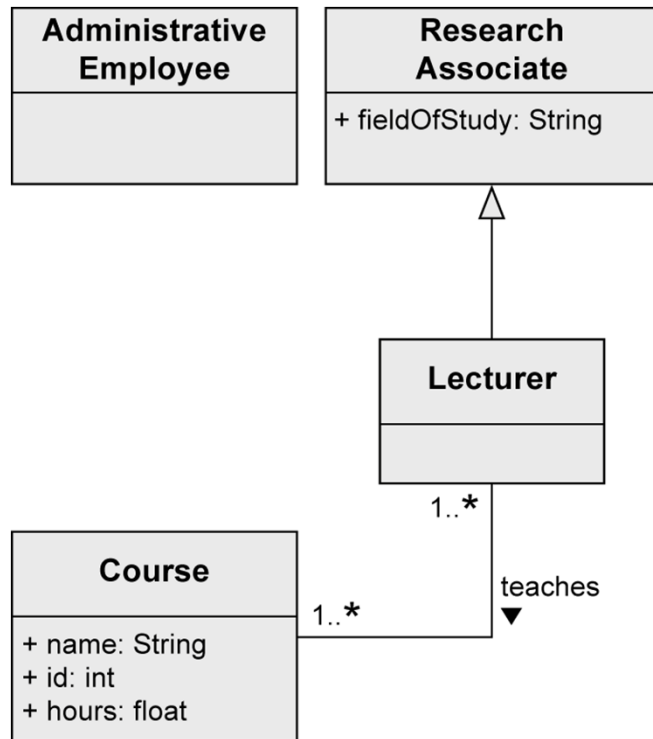 Administrative
Employee
Research
Associate
+ fieldOfStudy: String
Lecturer
1..*
teaches
▼
1..*
Course
+ name: String
+ id: int
+ hours: float